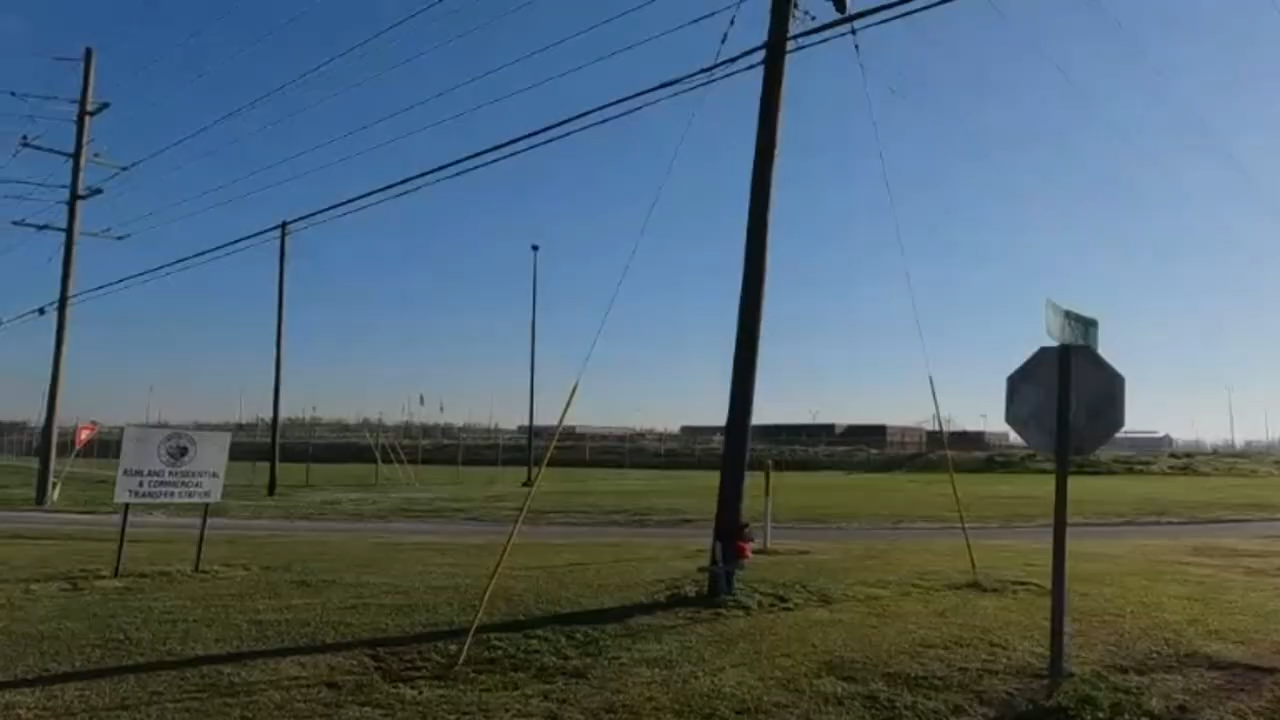 ASHLAND RESIDENTIAL
& COMMERCIAL
TRANSFER STATION